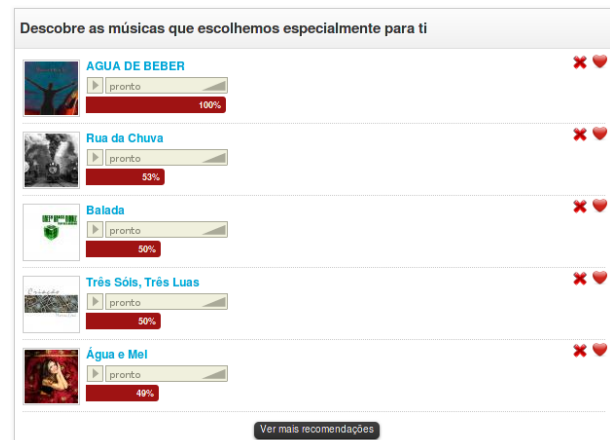 Descobre as músicas que escolhemos especialmente para ti
AGUA DE BEBER
pronto
100%
Rua da Chuva
pronto
53%
Balada
pronto
50%
Criação
Três Sóis, Três Luas
pronto
50%
Água e Mel
pronto
49%
Ver mais recomendações